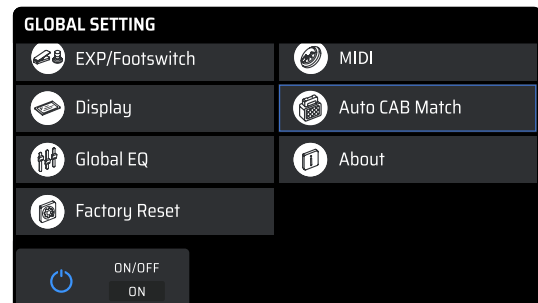 GLOBAL SETTING
EXP/Footswitch
MIDI
Display
Auto CAB Match
Global EQ
About
Factory Reset
ON/OFF
ON